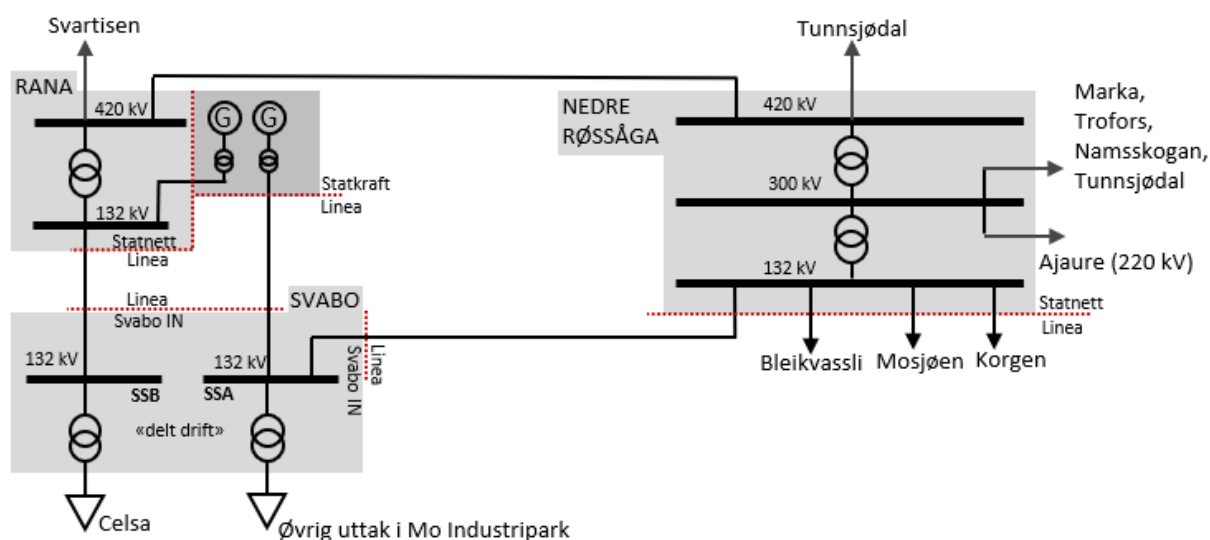 Svartisen
Tunnsjødal
RANA
420 kV
G
G
NEDRE
RØSSÅGA
420 kV
Marka,
Trofors,
Namsskogan,
Tunnsjødal
Statkraft
Linea
300 kV
132 kV
Statnett
Linea
Ajaure (220 kV)
132 kV
Linea
Svabo IN
SVABO
Statnett
Linea
132 kV
132 kV
Linea
Svabo IN
Bleikvassli
Mosjøen
Korgen
SSB
SSA
«delt drift»
Celsa
Øvrig uttak i Mo Industripark